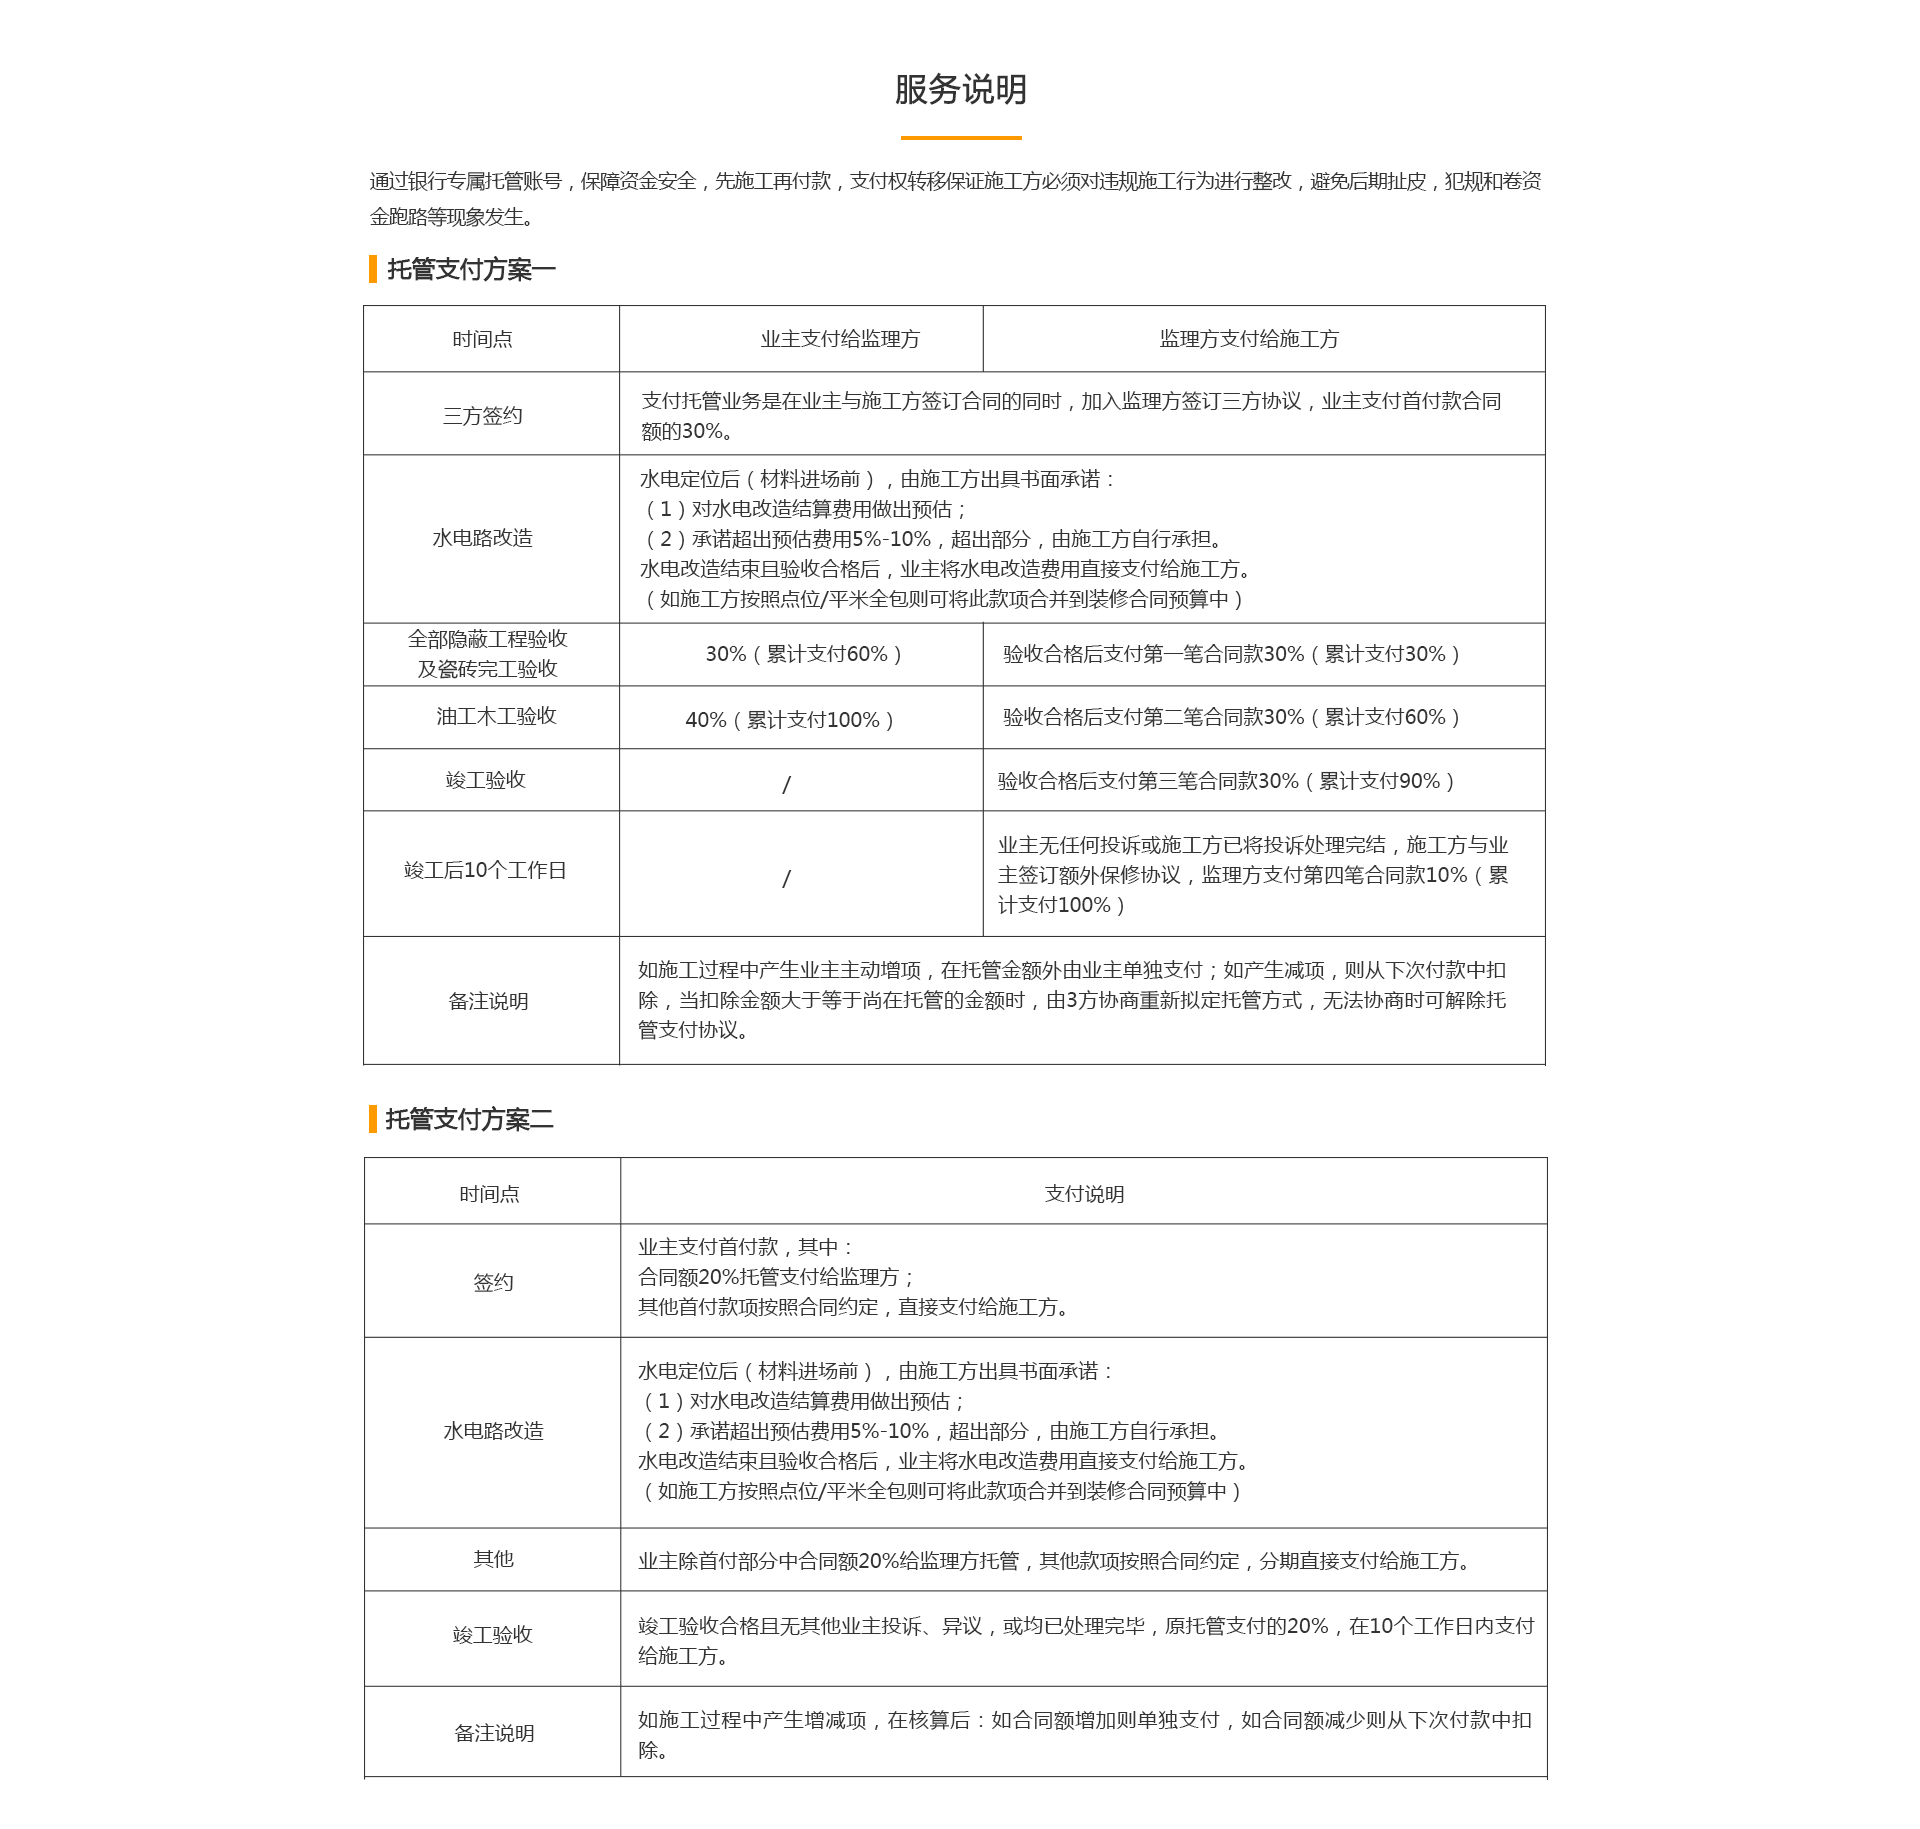 服务说明
通过银行专属托管账号，保障资金安全，先施工再付款，支付权转移保证施工方必须对违规施工行为进行整改，避免后期扯皮，犯规和卷资
金跑路等现象发生。
托管支付方案一
时间点
业主支付给监理方
监理方支付给施工方
三方签约
支付托管业务是在业主与施工方签订合同的同时，加入监理方签订三方协议，业主支付首付款合同
额的30%。
水电路改造
水电定位后（材料进场前），由施工方出具书面承诺：
（1）对水电改造结算费用做出预估；
（2）承诺超出预估费用5%-10%，超出部分，由施工方自行承担。
水电改造结束且验收合格后，业主将水电改造费用直接支付给施工方。
（如施工方按照点位/平米全包则可将此款项合并到装修合同预算中）
全部隐蔽工程验收
及瓷砖完工验收
30%（累计支付60%）
验收合格后支付第一笔合同款30%（累计支付30%）
油工木工验收
40%（累计支付100%）
验收合格后支付第二笔合同款30%（累计支付60%）
竣工验收
/
验收合格后支付第三笔合同款30%（累计支付90%）
竣工后10个工作日
/
业主无任何投诉或施工方已将投诉处理完结，施工方与业
主签订额外保修协议，监理方支付第四笔合同款10%（累
计支付100%）
备注说明
如施工过程中产生业主主动增项，在托管金额外由业主单独支付；如产生减项，则从下次付款中扣
除，当扣除金额大于等于尚在托管的金额时，由3方协商重新拟定托管方式，无法协商时可解除托
管支付协议。
托管支付方案二
时间点
支付说明
签约
业主支付首付款，其中：
合同额20%托管支付给监理方；
其他首付款项按照合同约定，直接支付给施工方。
水电路改造
水电定位后（材料进场前），由施工方出具书面承诺：
（1）对水电改造结算费用做出预估；
（2）承诺超出预估费用5%-10%，超出部分，由施工方自行承担。
水电改造结束且验收合格后，业主将水电改造费用直接支付给施工方。
（如施工方按照点位/平米全包则可将此款项合并到装修合同预算中）
其他
业主除首付部分中合同额20%给监理方托管，其他款项按照合同约定，分期直接支付给施工方。
竣工验收
竣工验收合格且无其他业主投诉、异议，或均已处理完毕，原托管支付的20%，在10个工作日内支付
给施工方。
备注说明
如施工过程中产生增减项，在核算后：如合同额增加则单独支付，如合同额减少则从下次付款中扣
除。